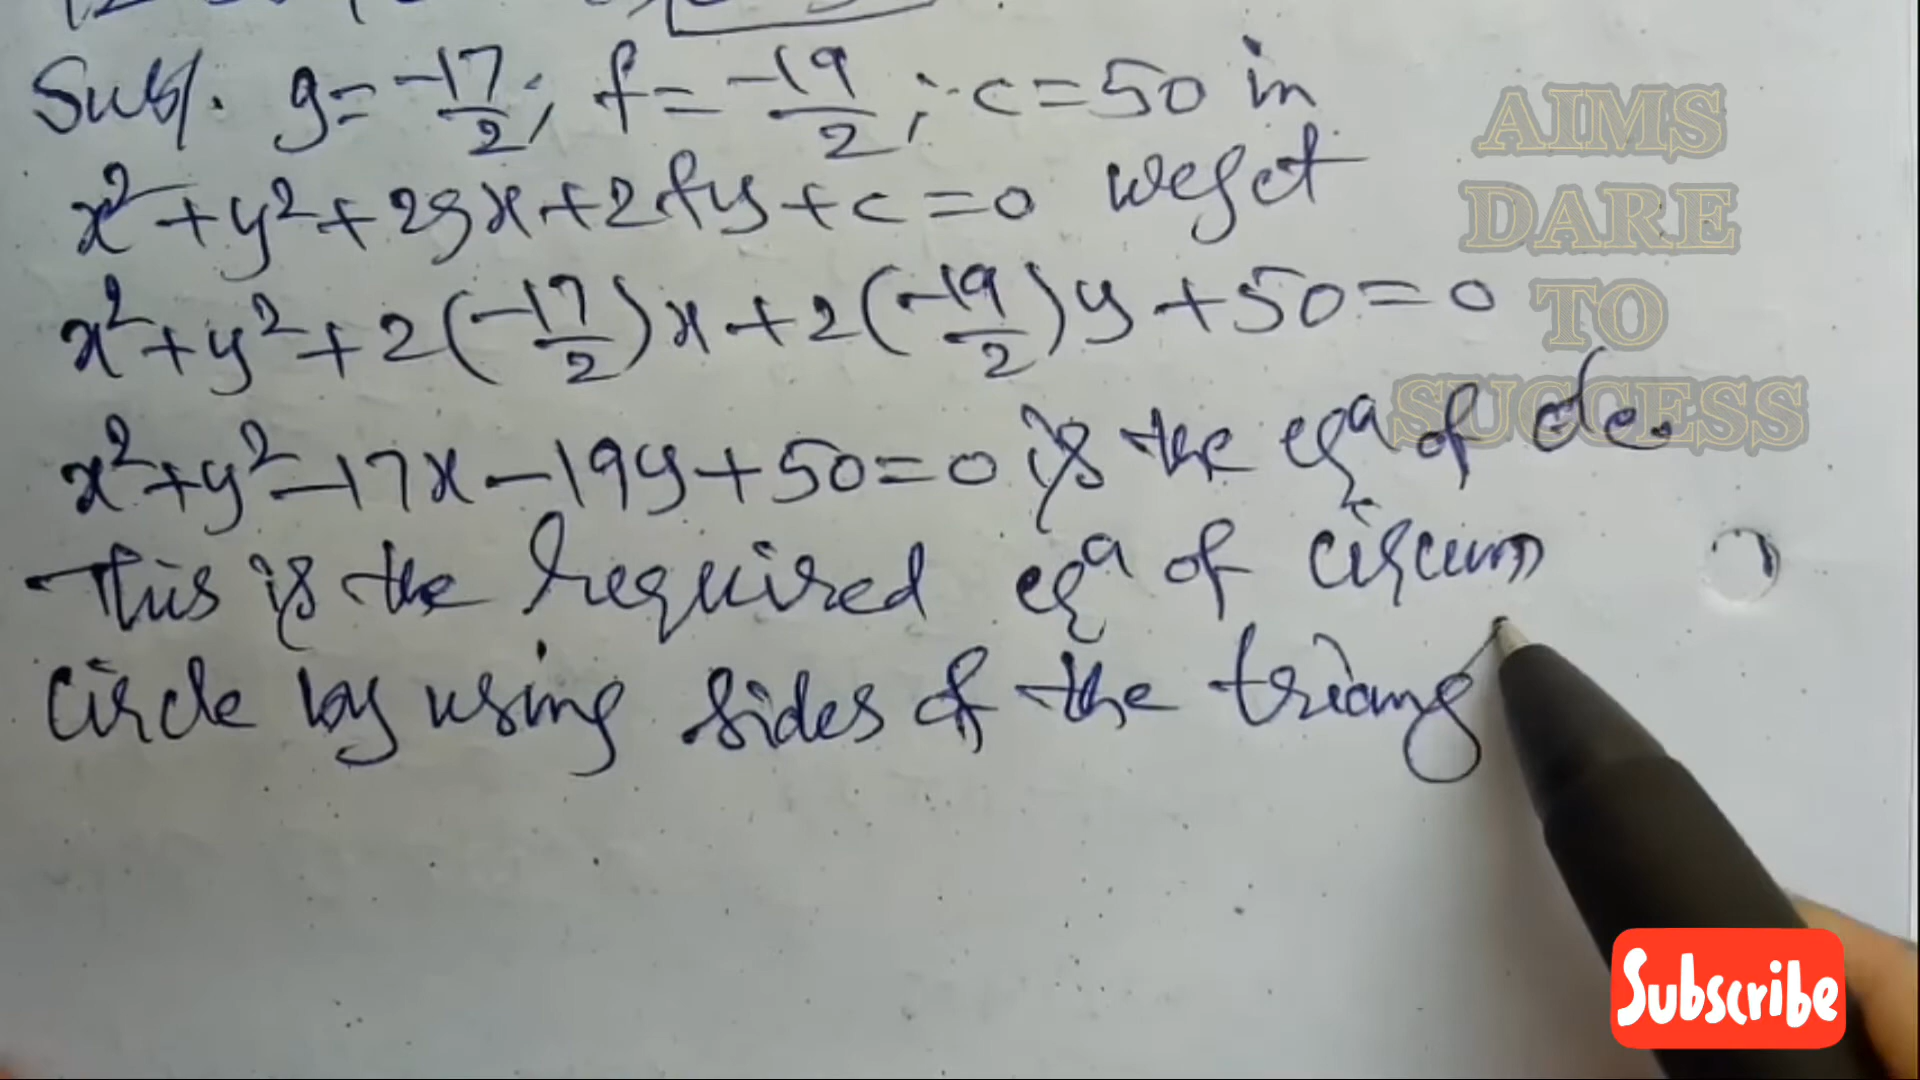 Sub/. g = -17/2 ; f = -19/2 ; c = 50 in
x² + y² + 2gx + 2fy + c = 0 we get
x² + y² + 2(-17/2)x + 2(-19/2)y + 50 = 0
x² + y² - 17x - 19y + 50 = 0 is the eqn of de.
This is the required eqn of circum
circle by using sides of the triang
AIMS
DARE
TO
SUCCESS
Subscribe